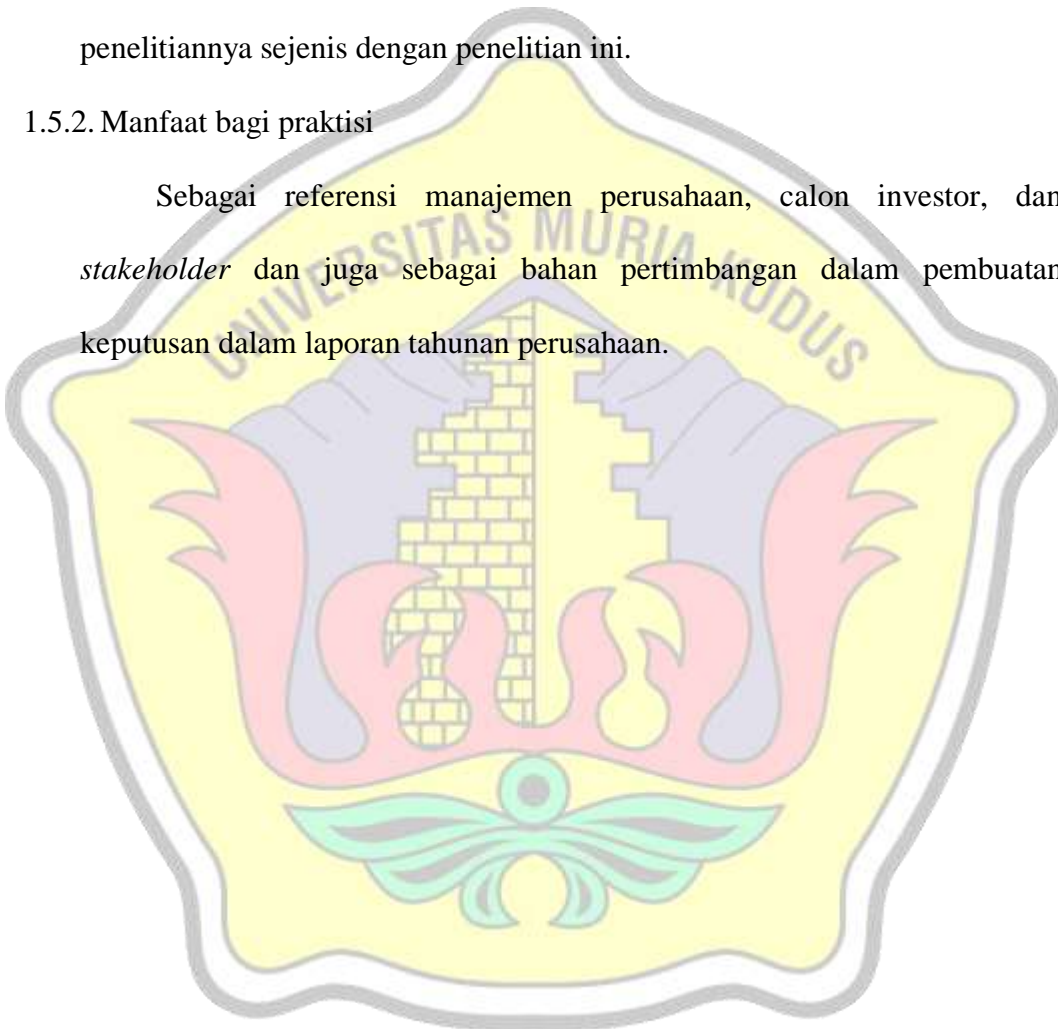 penelitiannya sejenis dengan penelitian ini.
1.5.2. Manfaat bagi praktisi
Sebagai referensi manajemen perusahaan, calon investor, dan
stakeholder dan juga sebagai bahan pertimbangan dalam pembuatan
keputusan dalam laporan tahunan perusahaan.
UNIVERSITAS MURIA KUDUS